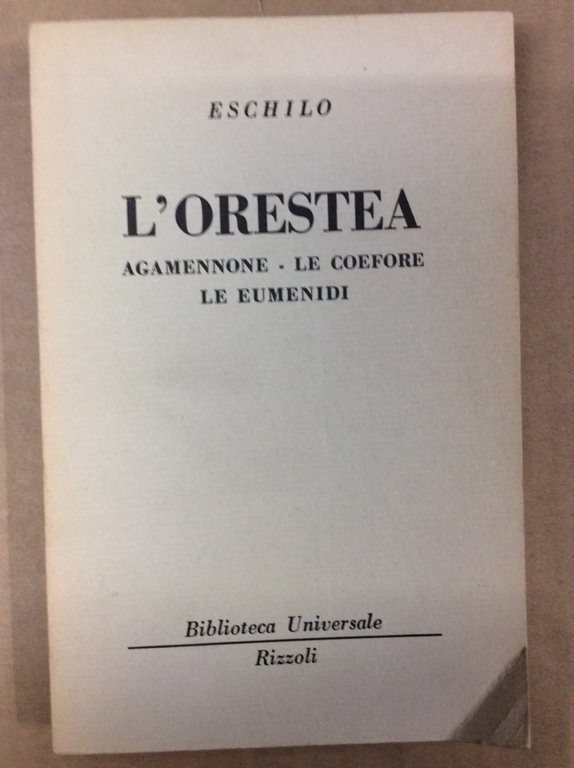 ESCHILO
L'ORESTEA
AGAMENNONE - LE COEFORE
LE EUMENIDI
Biblioteca Universale
Rizzoli